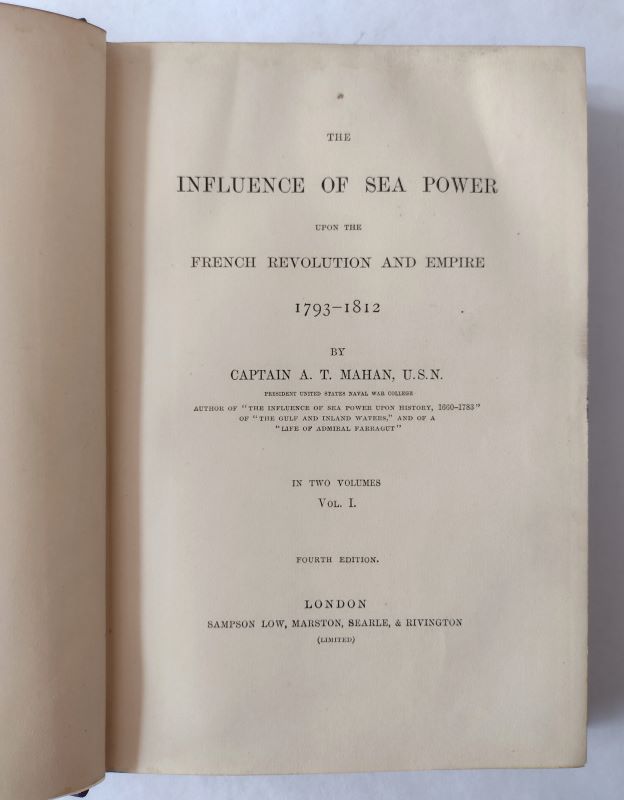 THE
INFLUENCE OF SEA POWER
UPON THE
FRENCH REVOLUTION AND EMPIRE
1793–1812
BY
CAPTAIN A. T. MAHAN, U.S.N.
PRESIDENT UNITED STATES NAVAL WAR COLLEGE
AUTHOR OF "THE INFLUENCE OF SEA POWER UPON HISTORY, 1660–1783"
OF "THE GULF AND INLAND WATERS," AND OF A
"LIFE OF ADMIRAL FARRAGUT"
IN TWO VOLUMES
VOL. I.
FOURTH EDITION.
LONDON
SAMPSON LOW, MARSTON, SEARLE, & RIVINGTON
(LIMITED)